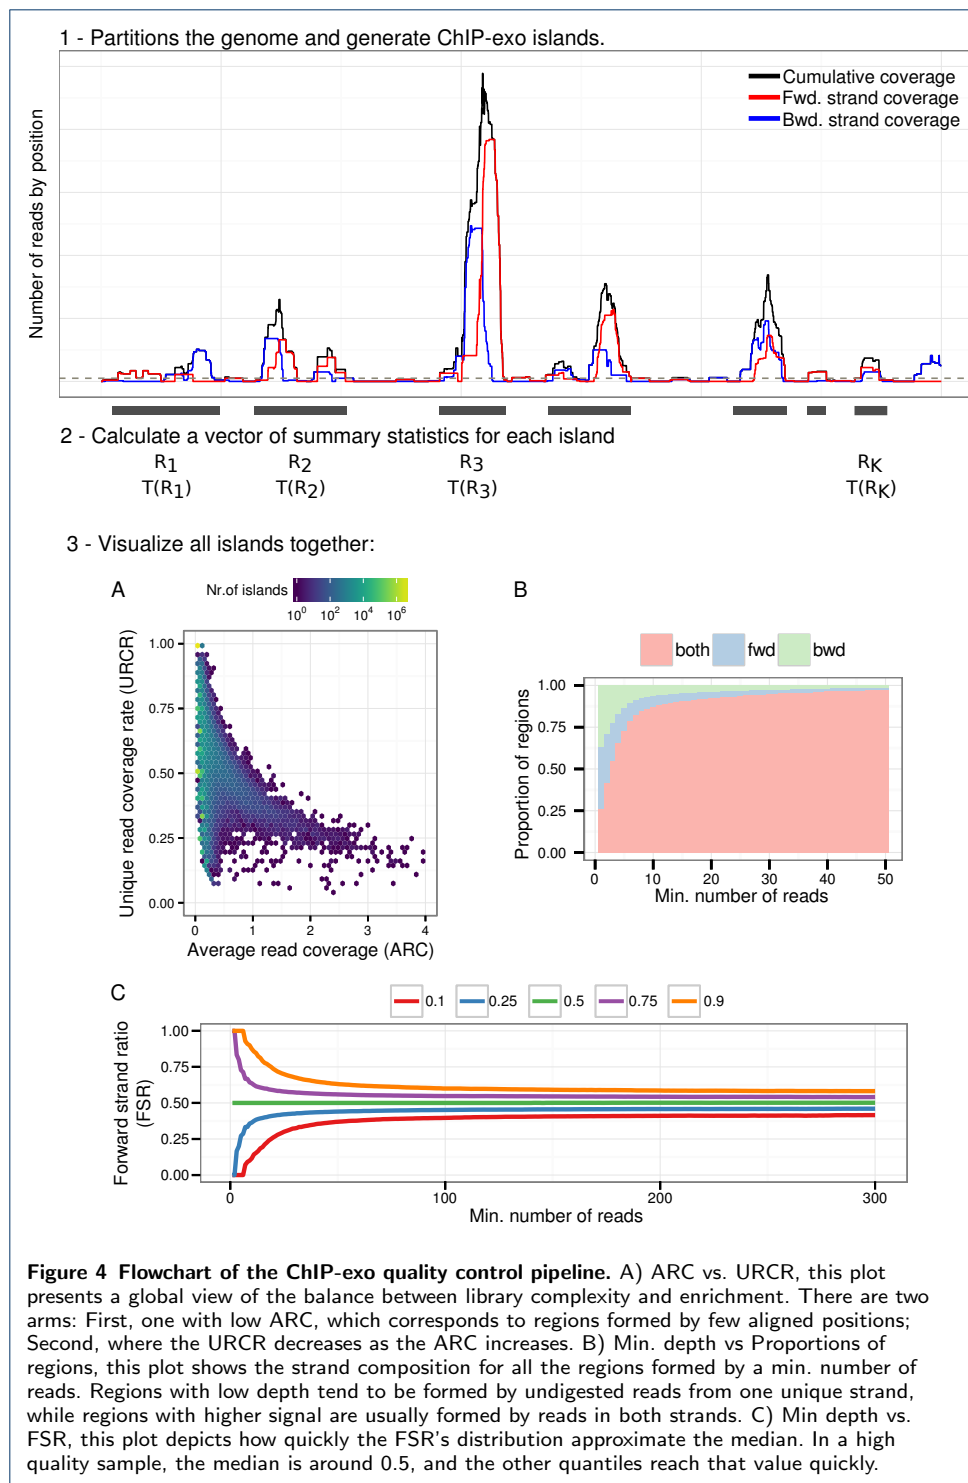 1 - Partitions the genome and generate ChIP-exo islands.
Number of reads by position
Cumulative coverage
Fwd. strand coverage
Bwd. strand coverage
2 - Calculate a vector of summary statistics for each island
R1 R2 R3 RK
T(R1) T(R2) T(R3) T(RK)
3 - Visualize all islands together:
A
Nr.of islands
10^0 10^2 10^4 10^6
Unique read coverage rate (URCR)
1.00
0.75
0.50
0.25
0.00
0 1 2 3 4
Average read coverage (ARC)
B
both fwd bwd
Proportion of regions
1.00
0.75
0.50
0.25
0.00
0 10 20 30 40 50
Min. number of reads
C
0.1 0.25 0.5 0.75 0.9
Forward strand ratio
(FSR)
1.00
0.75
0.50
0.25
0.00
0 100 200 300
Min. number of reads
Figure 4 Flowchart of the ChIP-exo quality control pipeline. A) ARC vs. URCR, this plot
presents a global view of the balance between library complexity and enrichment. There are two
arms: First, one with low ARC, which corresponds to regions formed by few aligned positions;
Second, where the URCR decreases as the ARC increases. B) Min. depth vs Proportions of
regions, this plot shows the strand composition for all the regions formed by a min. number of
reads. Regions with low depth tend to be formed by undigested reads from one unique strand,
while regions with higher signal are usually formed by reads in both strands. C) Min depth vs.
FSR, this plot depicts how quickly the FSR's distribution approximate the median. In a high
quality sample, the median is around 0.5, and the other quantiles reach that value quickly.